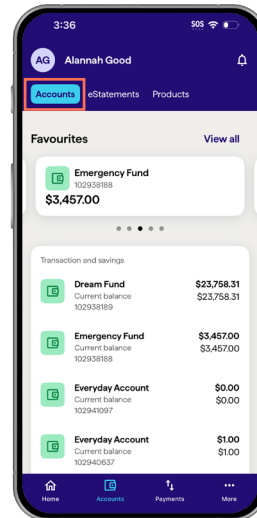 3:36 SOS
AG Alannah Good
Accounts eStatements Products
Favourites View all
Emergency Fund
102938188
$3,457.00
Transaction and savings
Dream Fund $23,758.31
Current balance $23,758.31
102938189
Emergency Fund $3,457.00
Current balance $3,457.00
102938188
Everyday Account $0.00
Current balance $0.00
102941097
Everyday Account $1.00
Current balance $1.00
102940637
Home Accounts Payments More